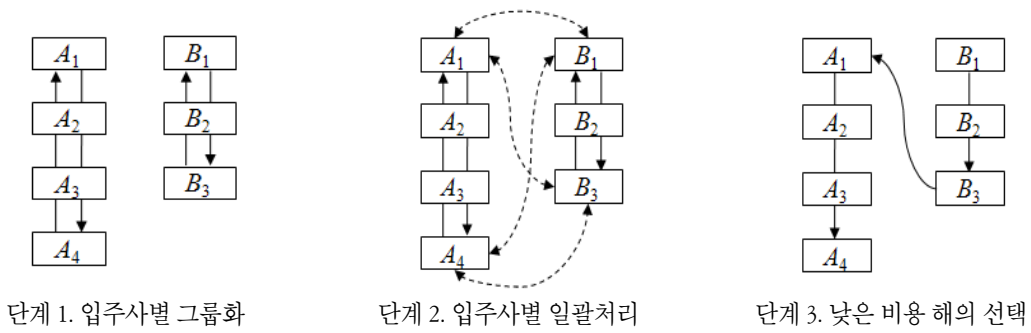 A1 B1 A1 B1 A1 B1
A2 B2 A2 B2 A2 B2
A3 B3 A3 B3 A3 B3
A4 A4 A4
단계 1. 입주사별 그룹화 단계 2. 입주사별 일괄처리 단계 3. 낮은 비용 해의 선택